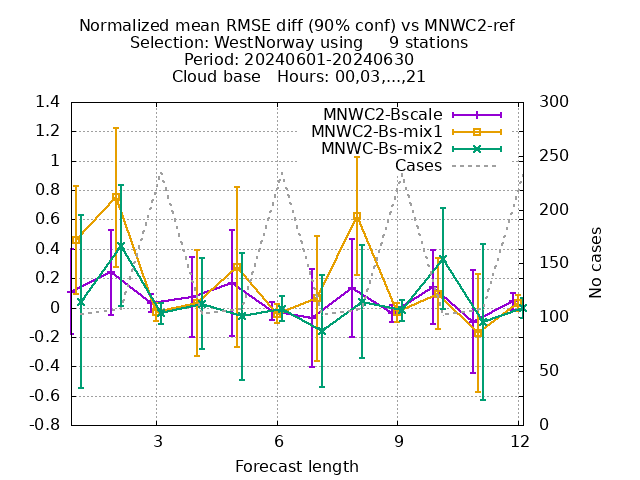 Normalized mean RMSE diff (90% conf) vs MNWC2-ref
Selection: WestNorway using     9 stations
Period: 20240601-20240630
Cloud base   Hours: 00,03,...,21
MNWC2-Bscale
MNWC2-Bs-mix1
MNWC-Bs-mix2
Cases
1.4
1.2
1
0.8
0.6
0.4
0.2
0
-0.2
-0.4
-0.6
-0.8
300
250
200
150
100
50
0
No cases
3
6
9
12
Forecast length